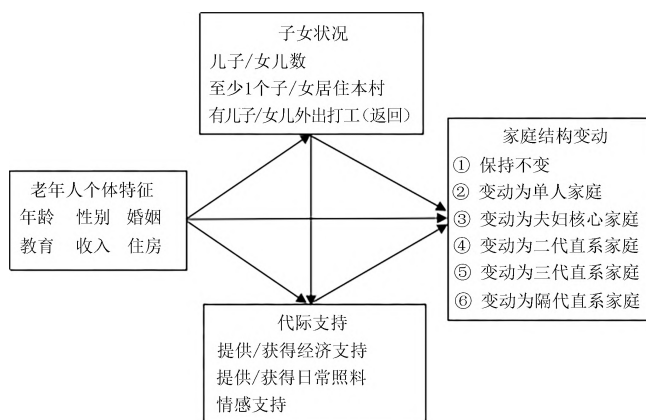 子女状况
儿子/女儿数
至少1个子/女居住本村
有儿子/女儿外出打工(返回)
老年人个体特征
年龄 性别 婚姻
教育 收入 住房
家庭结构变动
① 保持不变
② 变动为单人家庭
③ 变动为夫妇核心家庭
④ 变动为二代直系家庭
⑤ 变动为三代直系家庭
⑥ 变动为隔代直系家庭
代际支持
提供/获得经济支持
提供/获得日常照料
情感支持